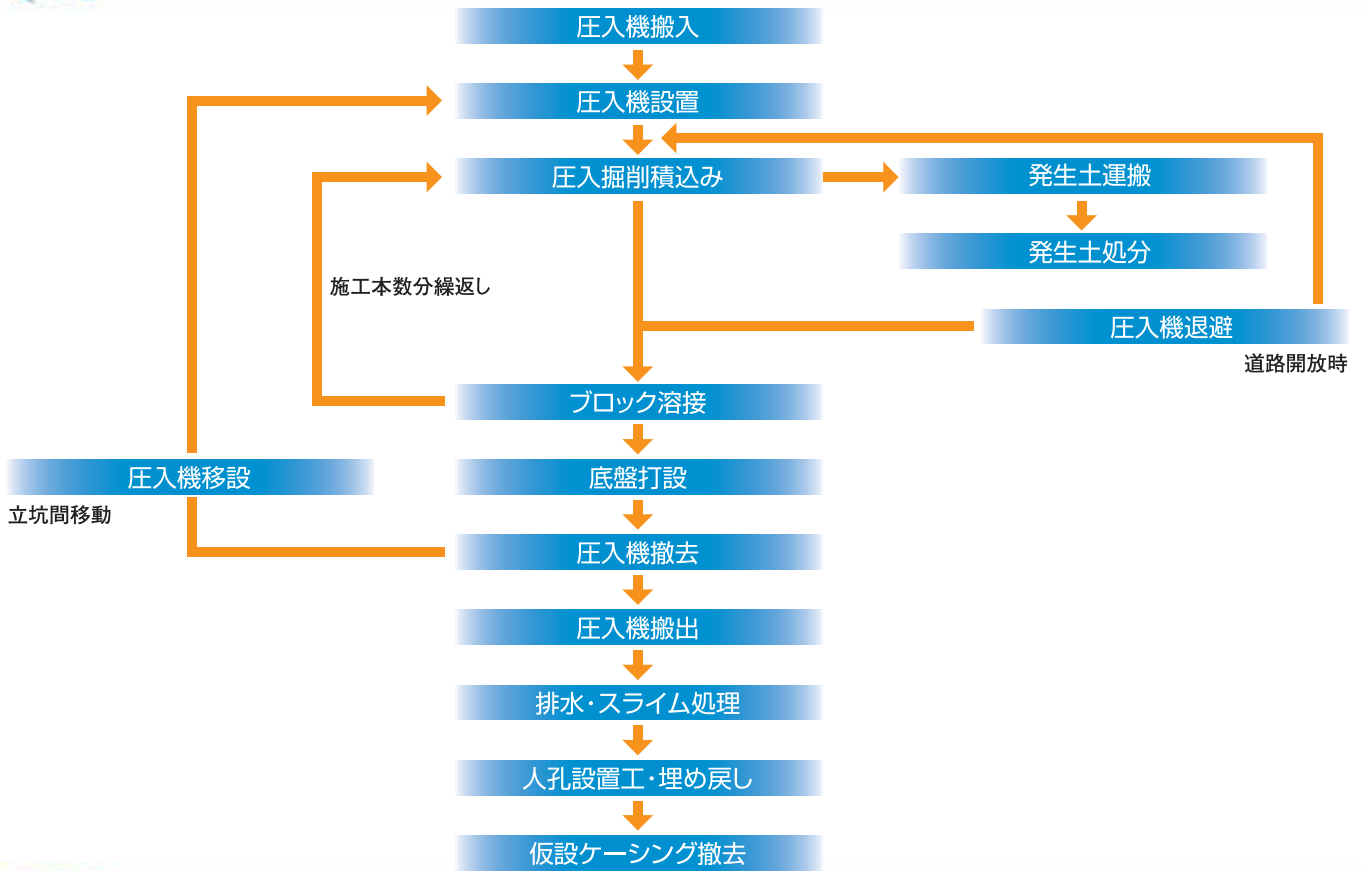 圧入機搬入
圧入機設置
圧入掘削積込み
発生土運搬
発生土処分
施工本数分繰返し
圧入機退避
道路開放時
ブロック溶接
圧入機移設
立坑間移動
底盤打設
圧入機撤去
圧入機搬出
排水・スライム処理
人孔設置工・埋め戻し
仮設ケーシング撤去